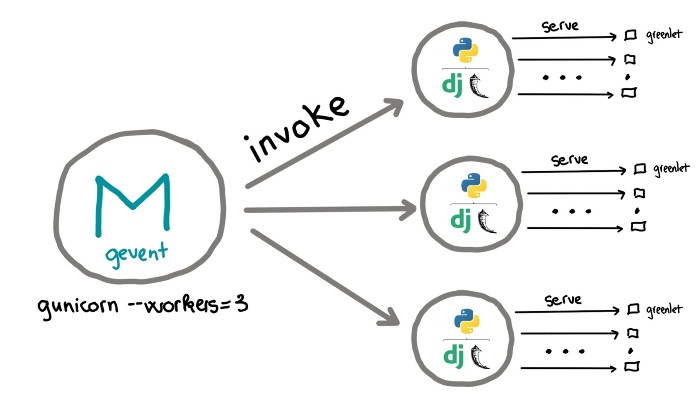 M
gevent
gunicorn --workers=3
invoke
dj
serve
greenlet
...
dj
serve
greenlet
...
dj
serve
greenlet
...